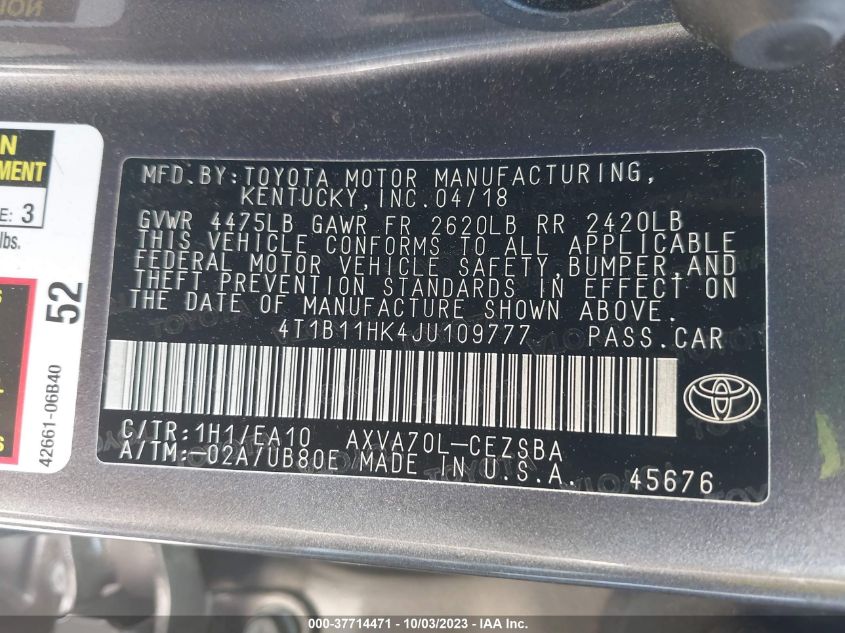 N
EMENT
E: 3
lbs.
52
42661-06B40
MFD.BY:TOYOTA MOTOR MANUFACTURING,
KENTUCKY,INC.04/18
GVWR 4475LB GAWR FR 2620LB RR 2420LB
THIS VEHICLE CONFORMS TO ALL APPLICABLE
FEDERAL MOTOR VEHICLE SAFETY,BUMPER,AND
THEFT PREVENTION STANDARDS IN EFFECT ON
THE DATE OF MANUFACTURE SHOWN ABOVE.
4T1B11HK4JU109777 PASS.CAR
C/TR:1H1/EA10 AXVA70L-CEZSBA
A/TM:-02A/UB80E /MADE IN U.S.A. 45676
000-37714471 - 10/03/2023 - IAA Inc.